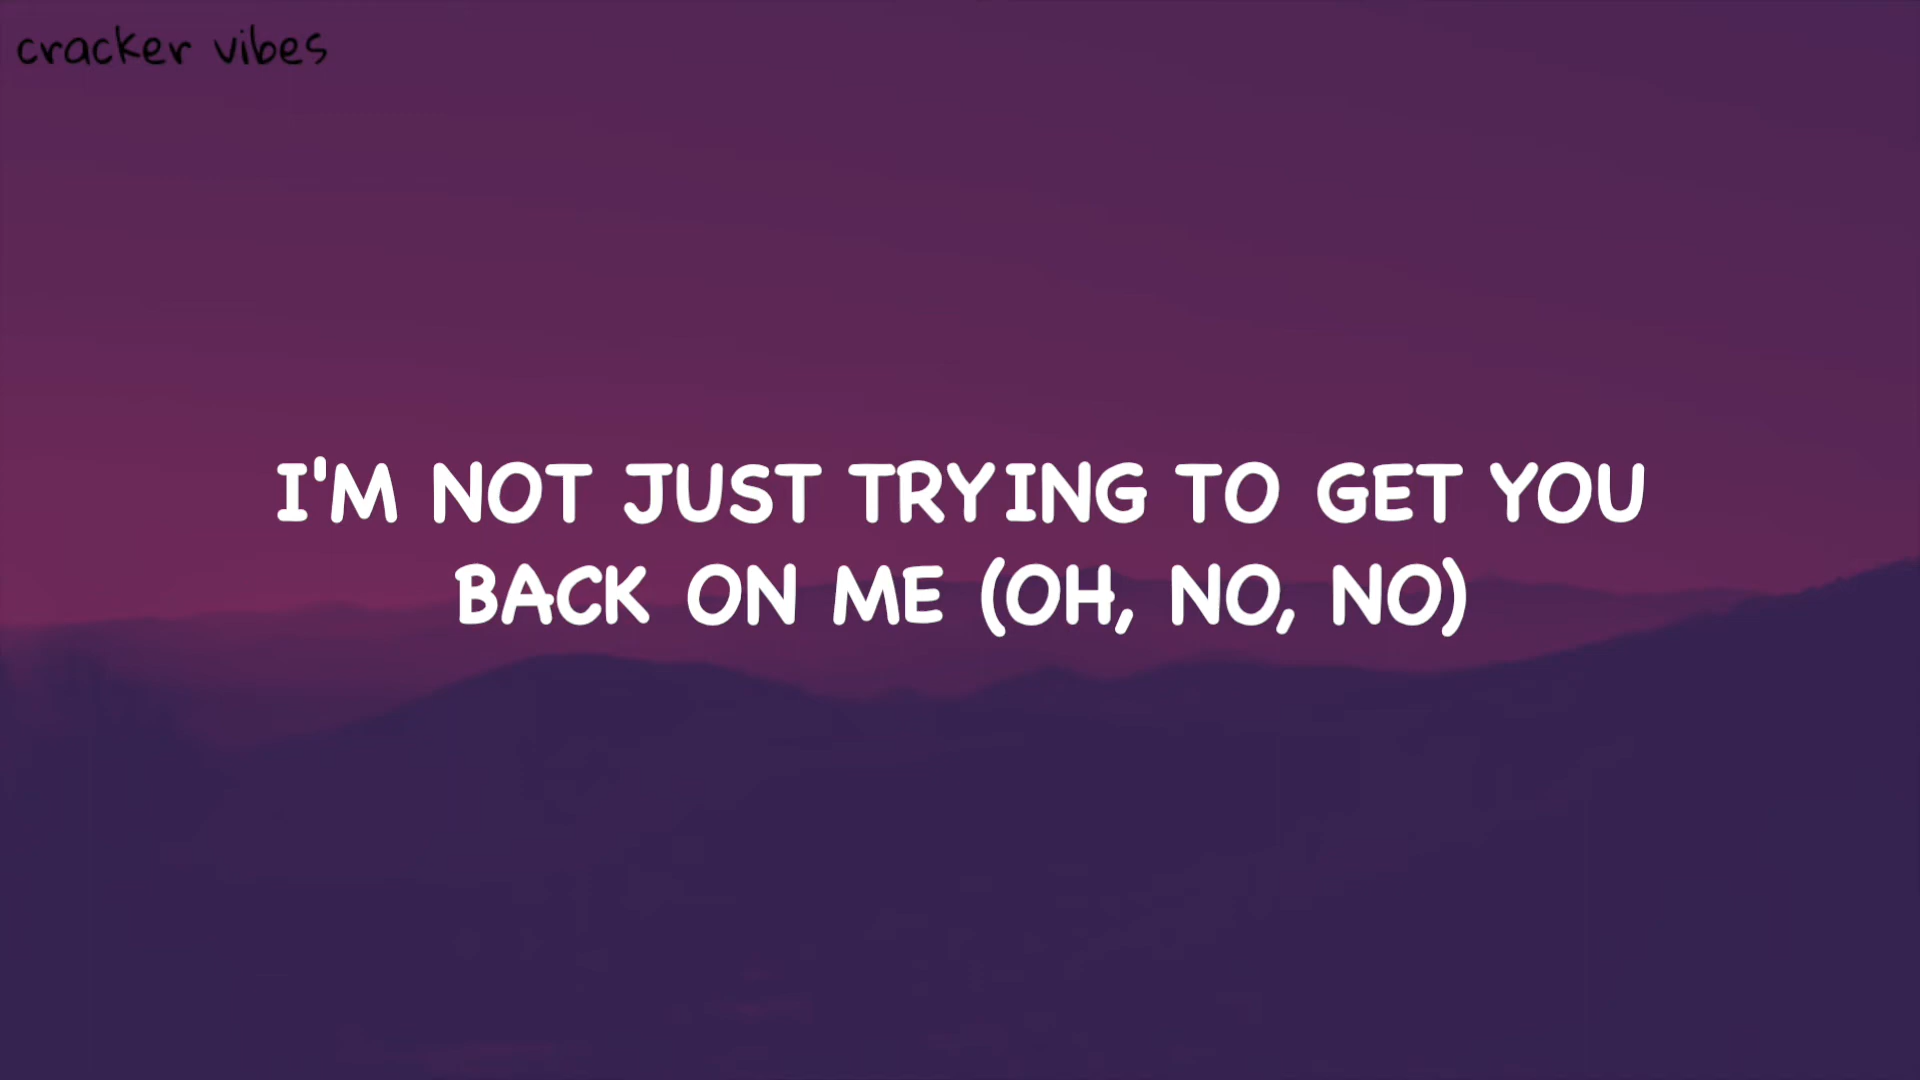 cracker vibes
I'M NOT JUST TRYING TO GET YOU
BACK ON ME (OH, NO, NO)